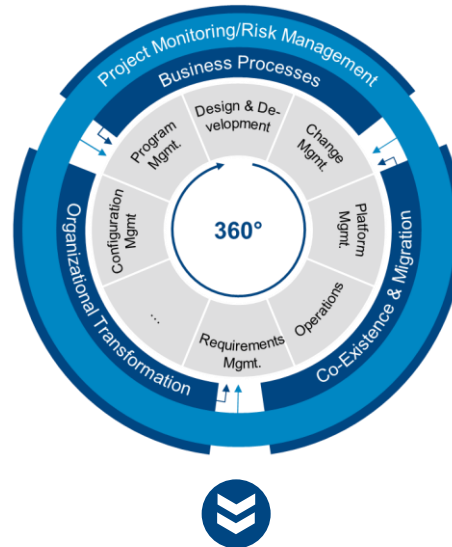 Project Monitoring/Risk Management
Business Processes
Design & De-
velopment
Program
Mgmt.
Change
Mgmt.
Configuration
Mgmt
360°
Platform
Mgmt.
Organizational Transformation
...
Operations
Co-Existence & Migration
Requirements
Mgmt.